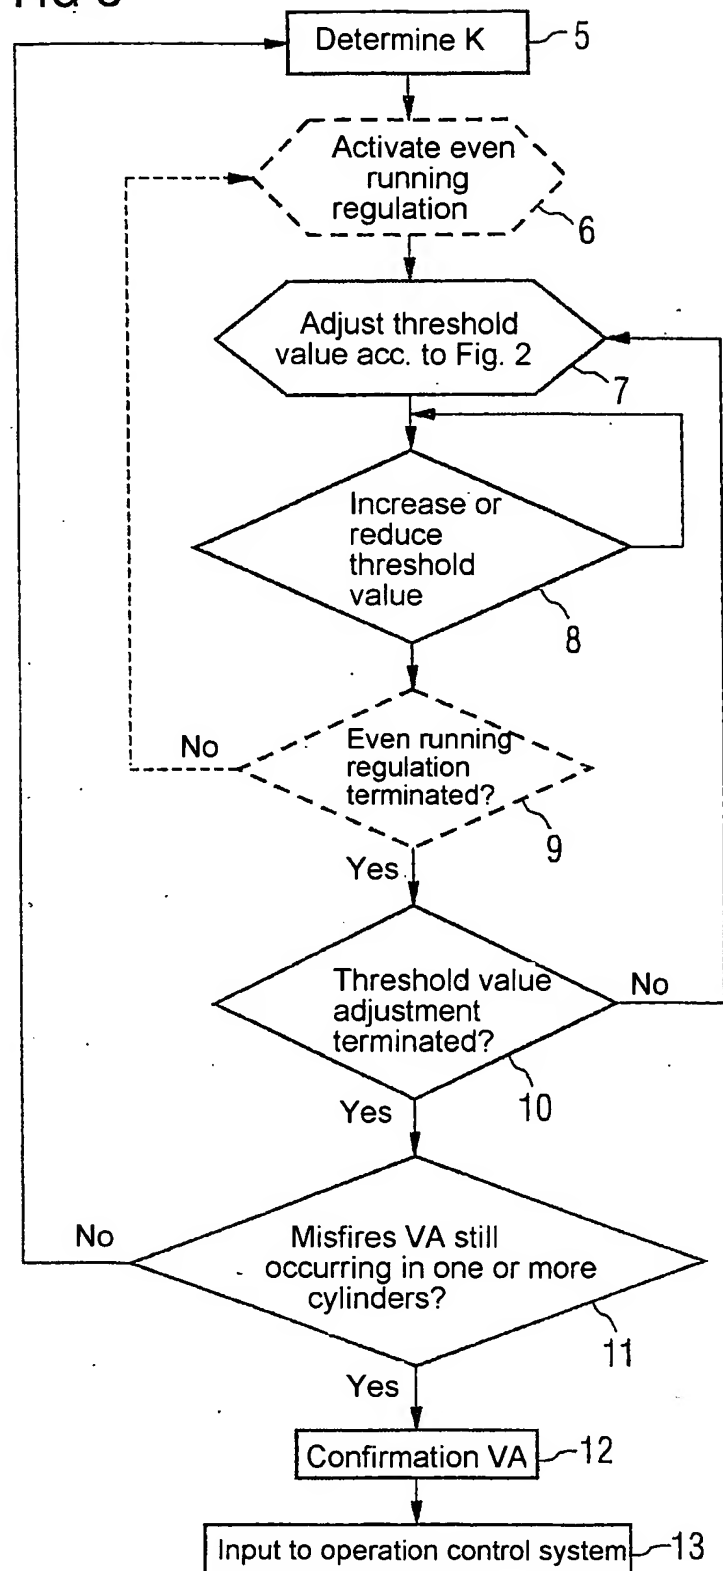 Determine K
5
Activate even
running
regulation
6
Adjust threshold
value acc. to Fig. 2
7
Increase or
reduce
threshold
value
8
No
Even running
regulation
terminated?
9
Yes
Threshold value
adjustment
terminated?
No
10
Yes
No
Misfires VA still
occurring in one or more
cylinders?
11
Yes
Confirmation VA
12
Input to operation control system
13